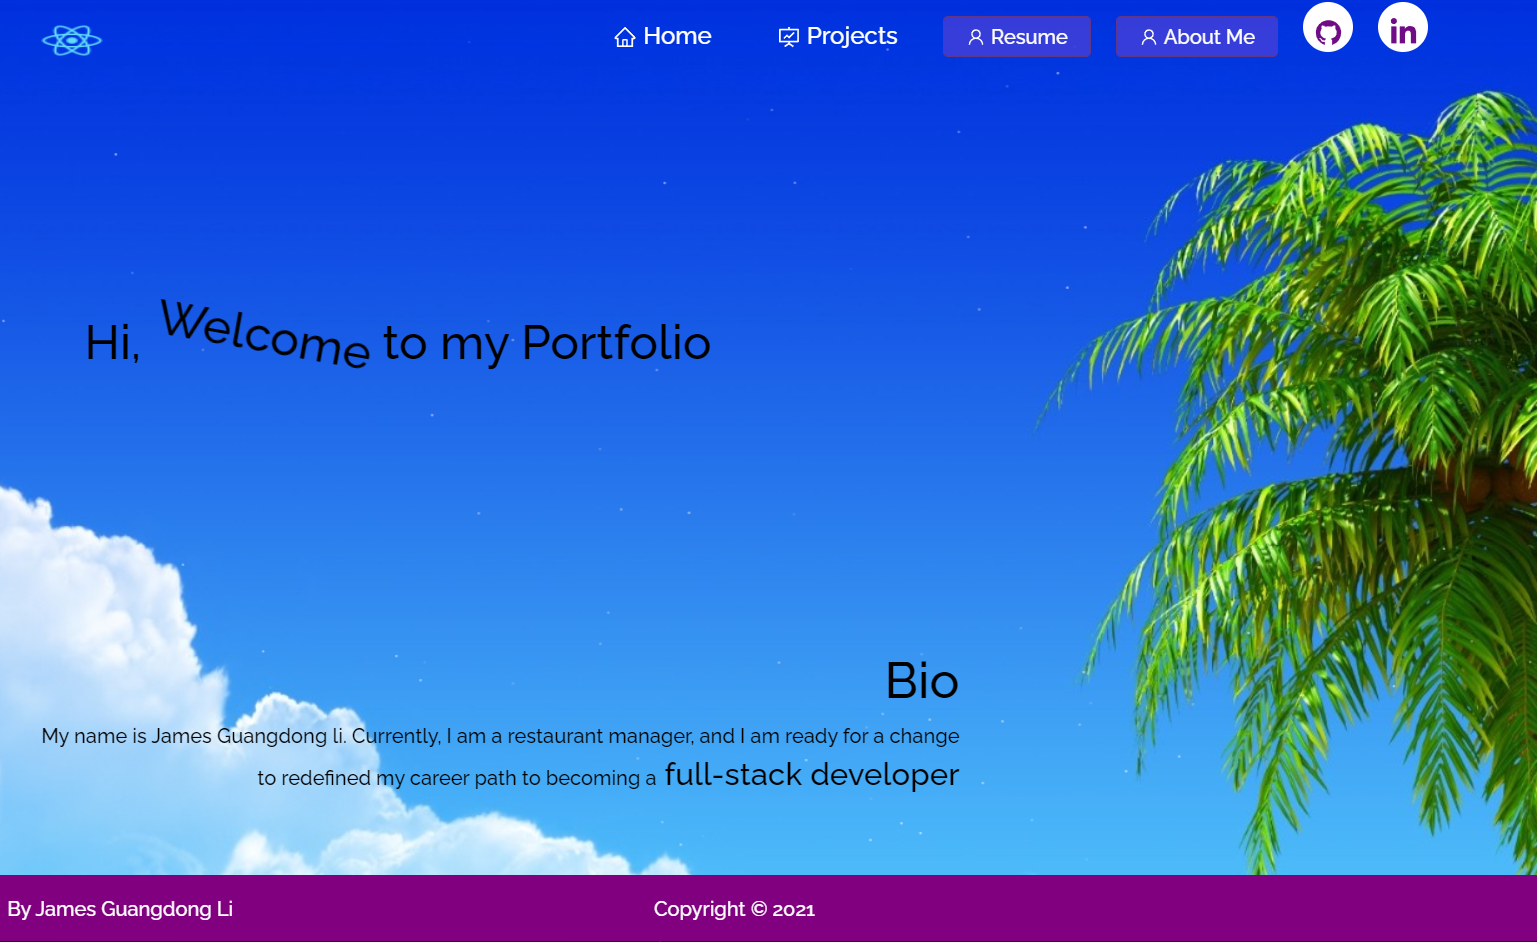 Home Projects Resume About Me in
Hi, Welcome to my Portfolio
Bio
My name is James Guangdong li. Currently, I am a restaurant manager, and I am ready for a change
to redefined my career path to becoming a full-stack developer
By James Guangdong Li Copyright © 2021